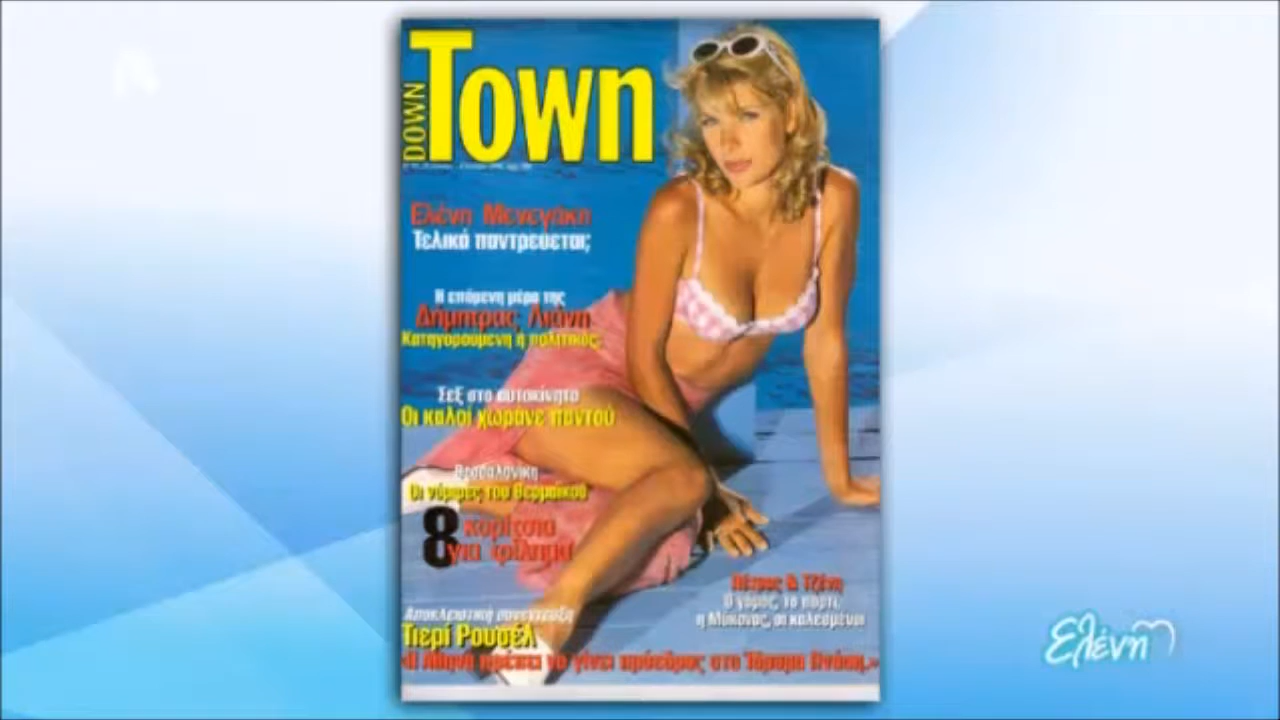 DOWN
Town
Ελένη Μενεγάκη
Τελικά παντρεύεται;
Η επόμενη μέρα της
Δήμητρας Λιάνη
Κατηγορούμενη ή πολιτικός;
Σεξ στο αυτοκίνητο
Οι καλοί χωράνε παντού
Θεσσαλονίκη
Οι νύμφες του Θερμαϊκού
8 κορίτσια
για φίλημα
Πέτρος & Τζένη
Ο γάμος, το πάρτι,
η Μύκονος, οι καλεσμένοι
Αποκλειστική συνέντευξη
Τιερί Ρουσέλ
«Η Αθηνά πρέπει να γίνει πρόεδρος στο Ίδρυμα Ωνάση.»
Ελένη